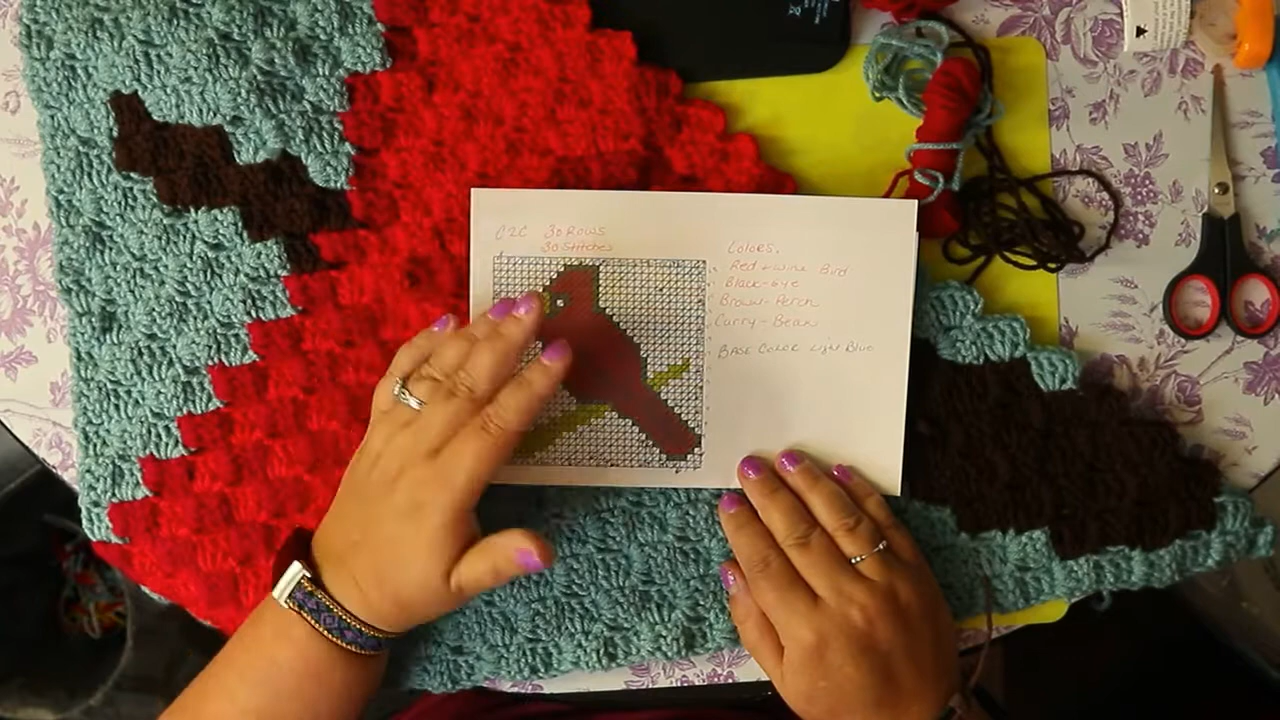 C2C 30 Rows
30 Stitches
Colors.
Red + wine Bird
Black-Eye
Brown-Perch
Curry-Beak
BASE Color Light Blue